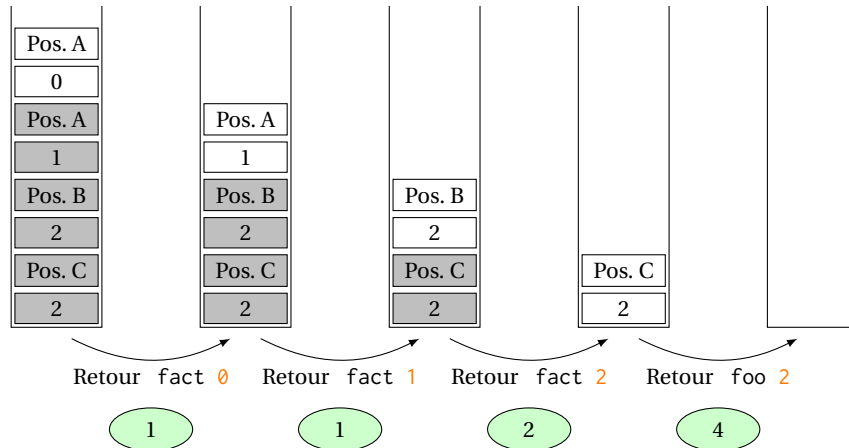 Pos. A
0
Pos. A
1
Pos. B
2
Pos. C
2
Pos. A
1
Pos. B
2
Pos. C
2
Pos. B
2
Pos. C
2
Pos. C
2
Retour fact 0
Retour fact 1
Retour fact 2
Retour foo 2
1
1
2
4